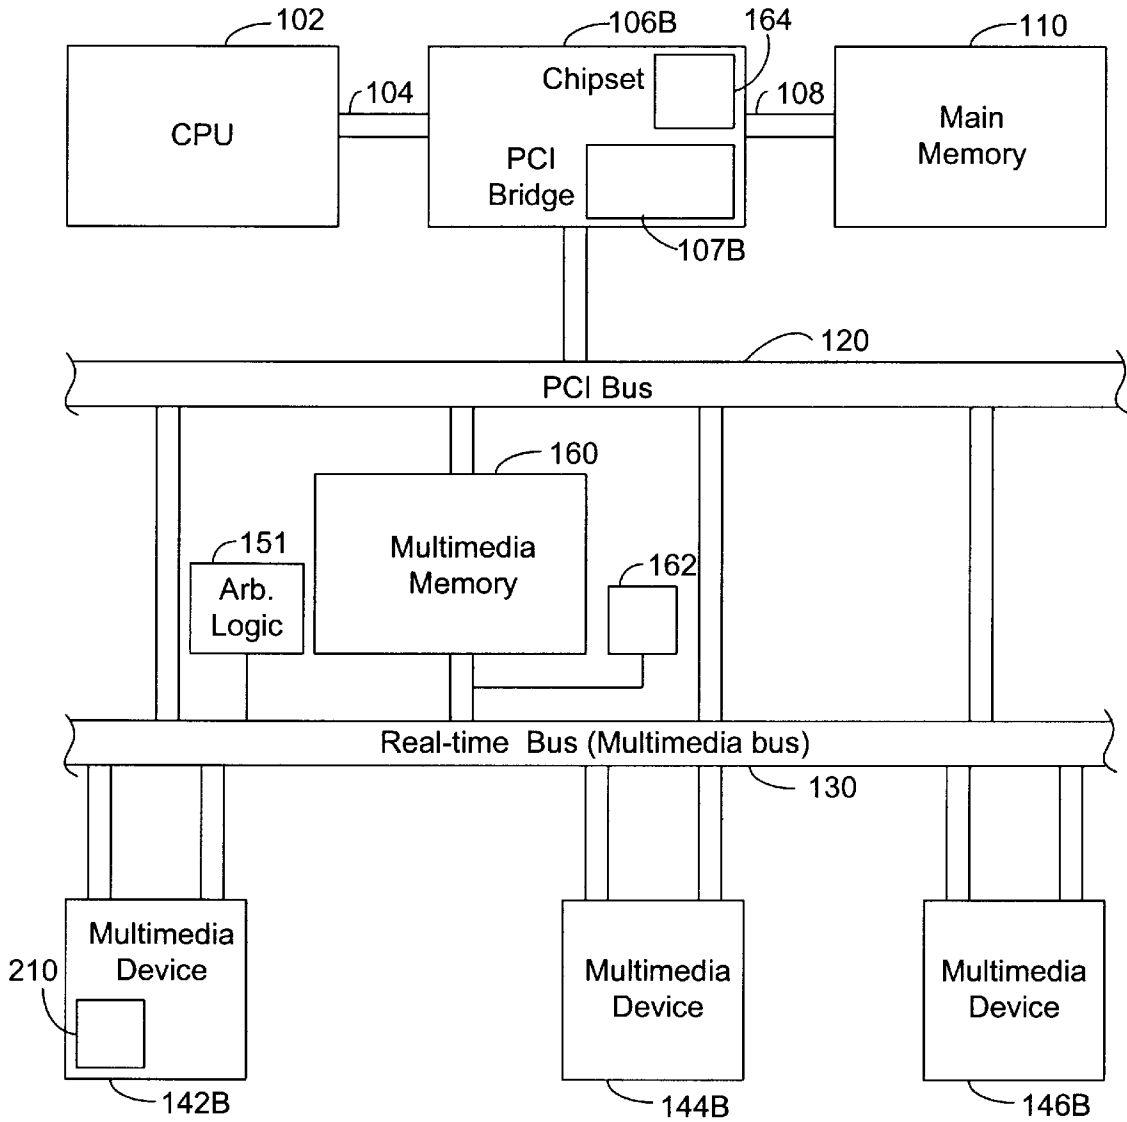 102
106B
164
110
104
108
CPU
Chipset
PCI
Bridge
Main
Memory
107B
120
PCI Bus
160
151
162
Arb.
Logic
Multimedia
Memory
Real-time Bus (Multimedia bus)
130
Multimedia
Device
210
Multimedia
Device
Multimedia
Device
142B
144B
146B